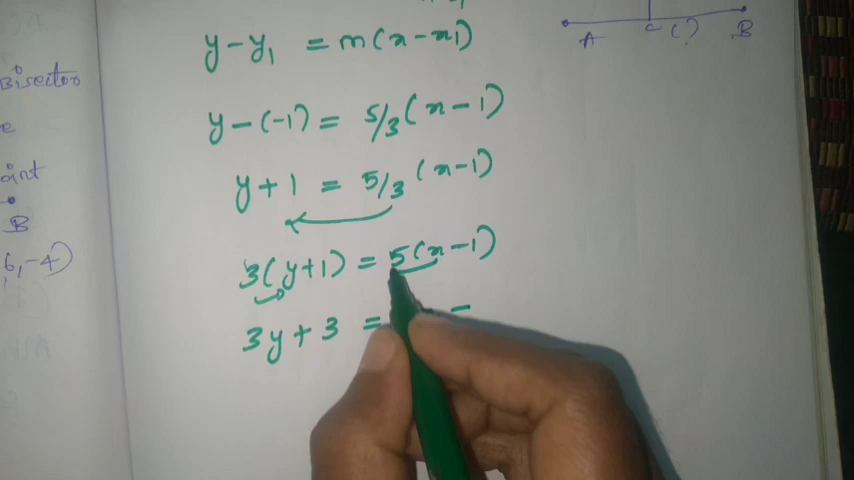 y - y₁ = m(x - x₁)
A C (?) B
Bisector
y - (-1) = 5/3 (x - 1)
e
y + 1 = 5/3 (x - 1)
oint
B
6, -4)
3(y + 1) = 5(x - 1)
3y + 3 = -